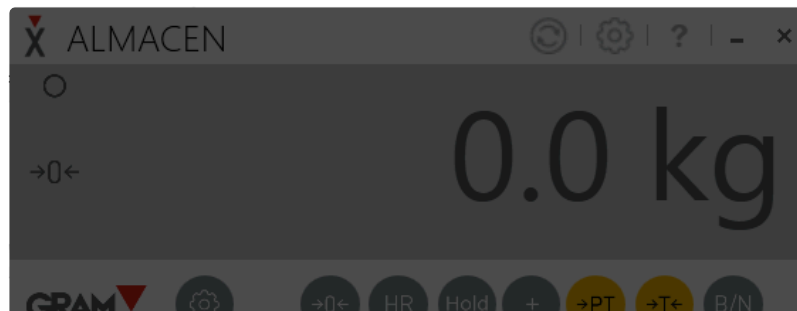 X ALMACEN ? - ×
→0← 0.0 kg
GRAM →0← HR Hold + →PT →T← B/N